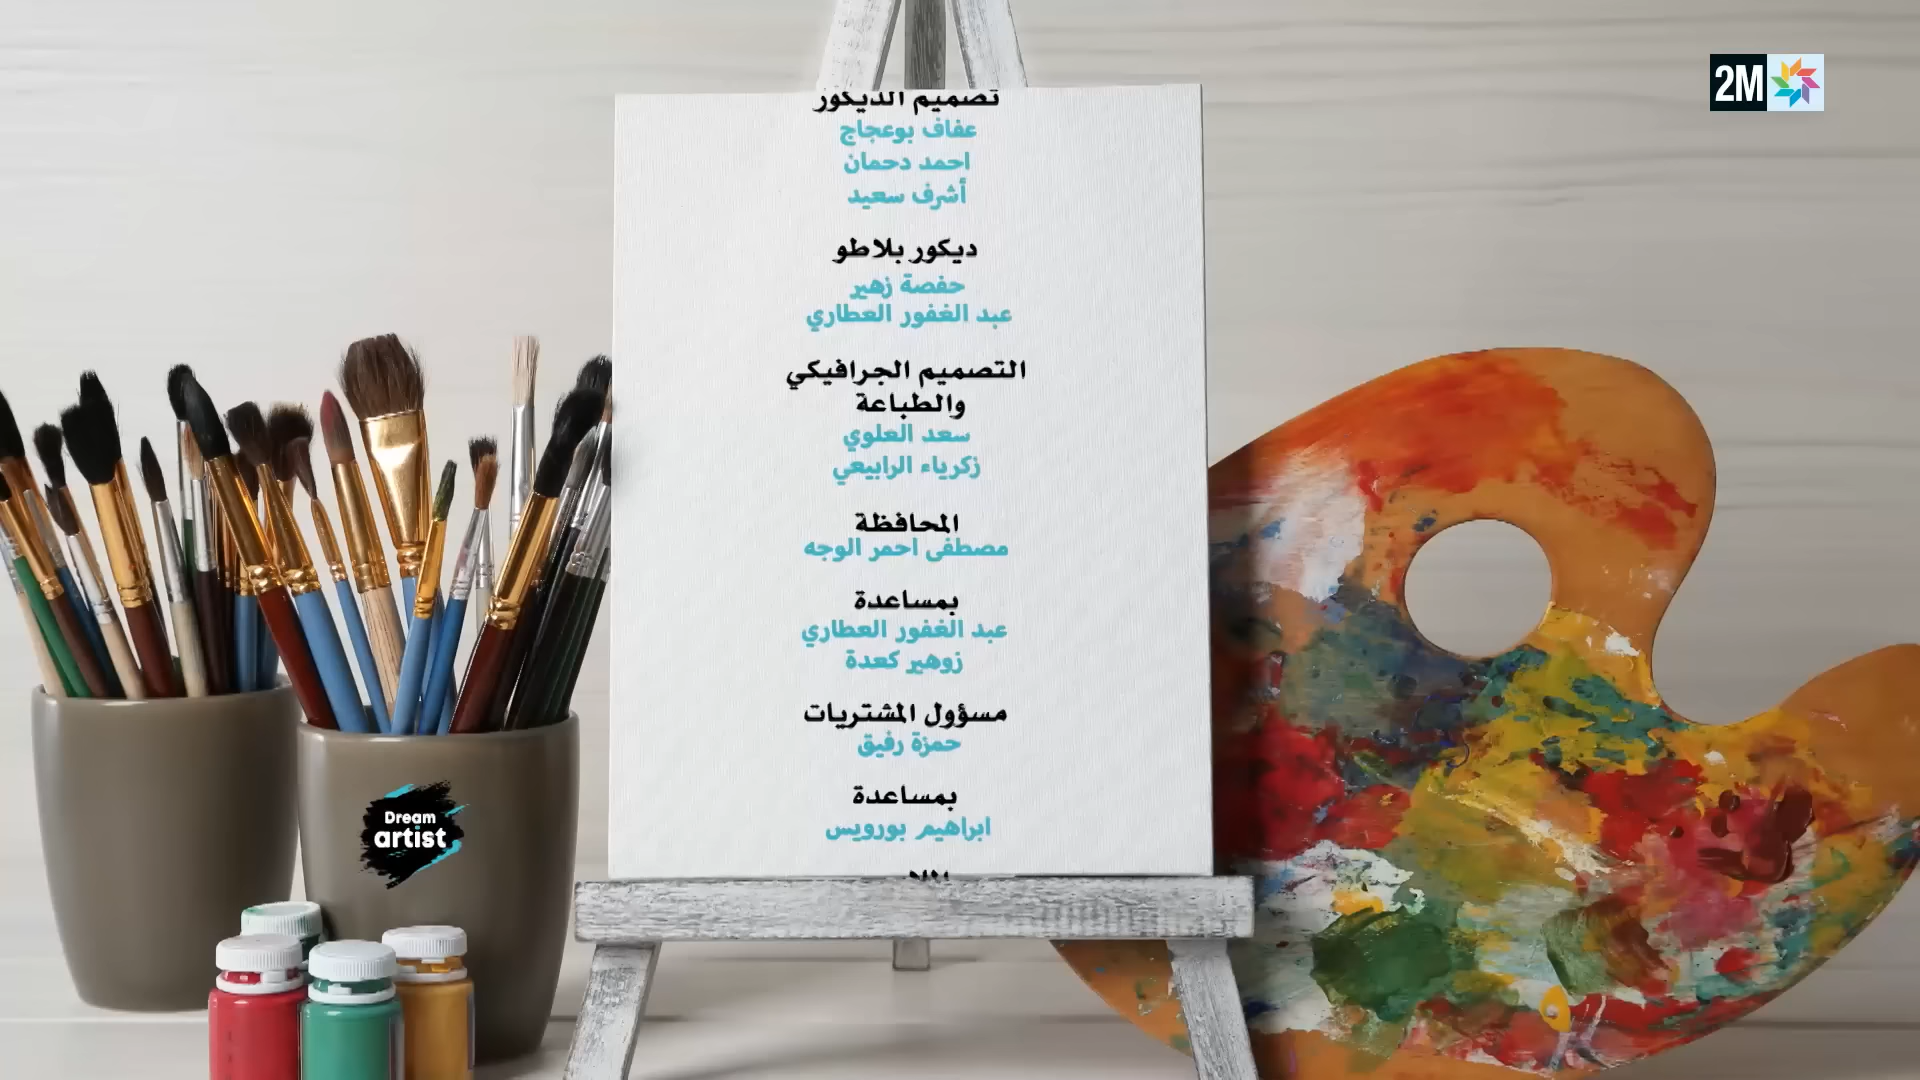 2M
تصميم الديكور
عفاف بوعجاج
احمد دحمان
أشرف سعيد
ديكور بلاطو
حفصة زهير
عبد الغفور العطاري
التصميم الجرافيكي
والطباعة
سعد العلوي
زكرياء الرابيعي
المحافظة
مصطفى احمر الوجه
بمساعدة
عبد الغفور العطاري
زوهير كعدة
مسؤول المشتريات
حمزة رفيق
بمساعدة
ابراهيم بورويس
Dream
artist